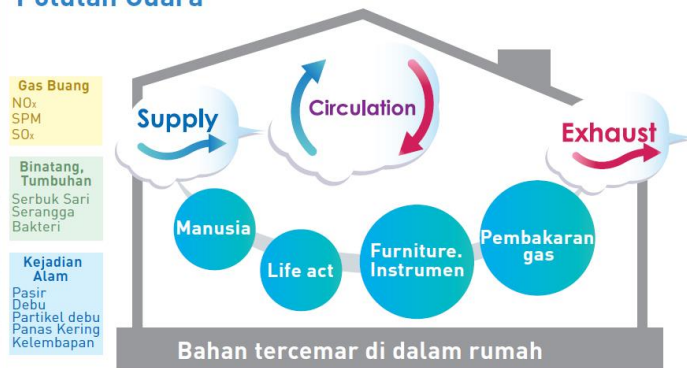 Polutan Udara
Gas Buang
NOx
SPM
SOx
Binatang,
Tumbuhan
Serbuk Sari
Serangga
Bakteri
Kejadian
Alam
Pasir
Debu
Partikel debu
Panas Kering
Kelembapan
Supply
Circulation
Exhaust
Manusia
Life act
Furniture.
Instrumen
Pembakaran
gas
Bahan tercemar di dalam rumah